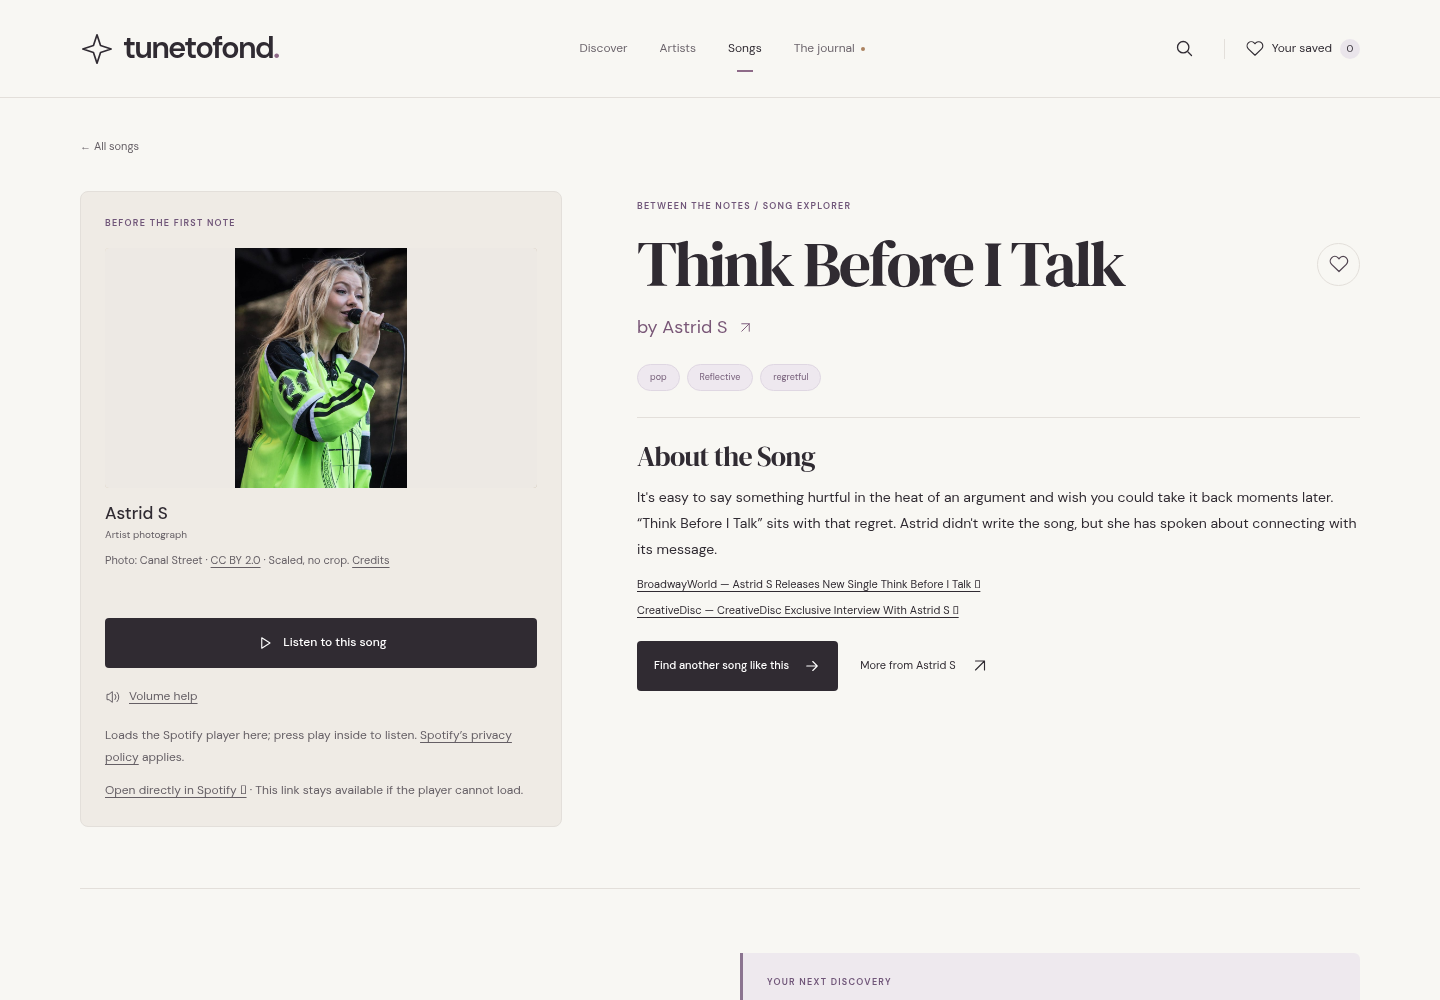 tunetofond.
Discover
Artists
Songs
The journal
Your saved
0
← All songs
BEFORE THE FIRST NOTE
Astrid S
Artist photograph
Photo: Canal Street · CC BY 2.0 · Scaled, no crop. Credits
Listen to this song
Volume help
Loads the Spotify player here; press play inside to listen. Spotify's privacy
policy applies.
Open directly in Spotify · This link stays available if the player cannot load.
BETWEEN THE NOTES / SONG EXPLORER
Think Before I Talk
by Astrid S
pop
Reflective
regretful
About the Song
It's easy to say something hurtful in the heat of an argument and wish you could take it back moments later.
“Think Before I Talk” sits with that regret. Astrid didn't write the song, but she has spoken about connecting with
its message.
BroadwayWorld — Astrid S Releases New Single Think Before I Talk
CreativeDisc — CreativeDisc Exclusive Interview With Astrid S
Find another song like this →
More from Astrid S
YOUR NEXT DISCOVERY